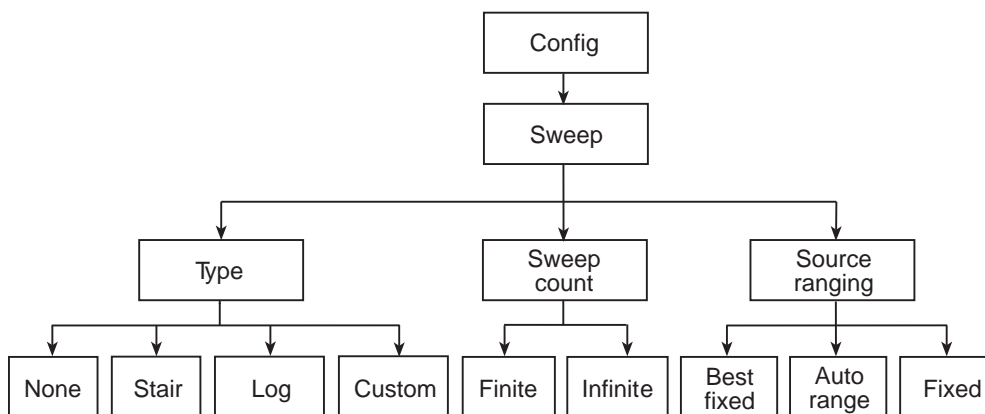 Config
Sweep
Type
Sweep
count
Source
ranging
None
Stair
Log
Custom
Finite
Infinite
Best
fixed
Auto
range
Fixed